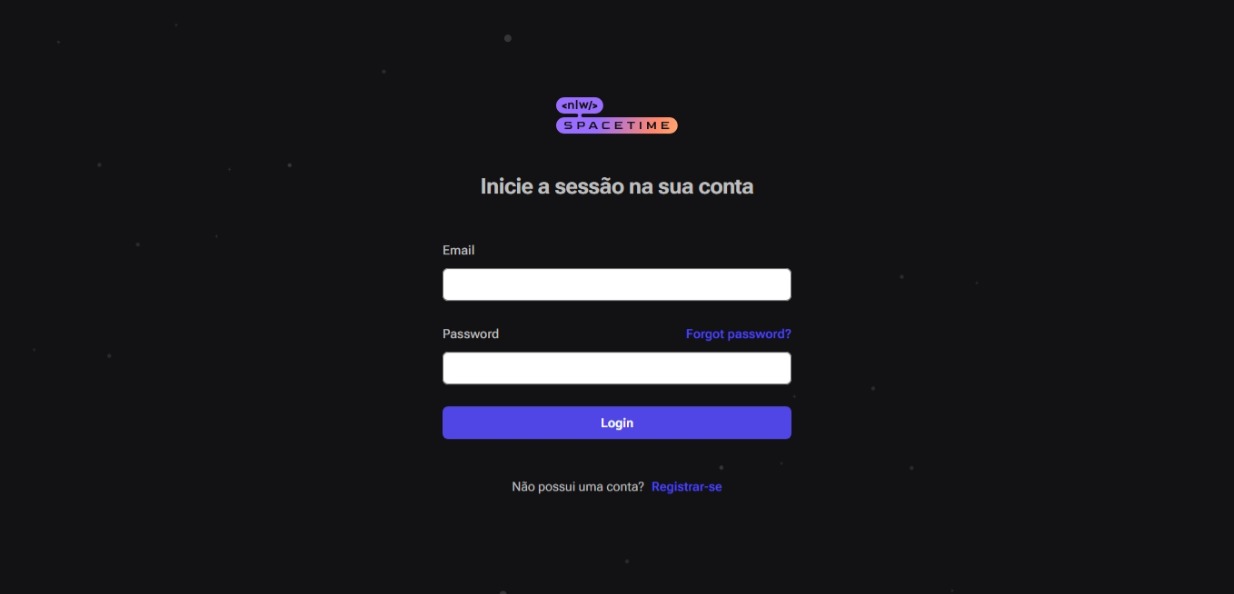 <nlw/>
SPACETIME
Inicie a sessão na sua conta
Email
Password Forgot password?
Login
Não possui uma conta? Registrar-se